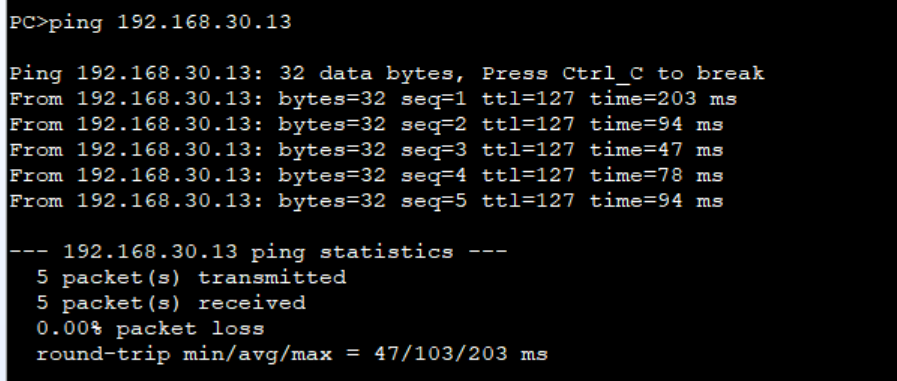 PC>ping 192.168.30.13
Ping 192.168.30.13: 32 data bytes, Press Ctrl_C to break
From 192.168.30.13: bytes=32 seq=1 ttl=127 time=203 ms
From 192.168.30.13: bytes=32 seq=2 ttl=127 time=94 ms
From 192.168.30.13: bytes=32 seq=3 ttl=127 time=47 ms
From 192.168.30.13: bytes=32 seq=4 ttl=127 time=78 ms
From 192.168.30.13: bytes=32 seq=5 ttl=127 time=94 ms
--- 192.168.30.13 ping statistics ---
5 packet(s) transmitted
5 packet(s) received
0.00% packet loss
round-trip min/avg/max = 47/103/203 ms